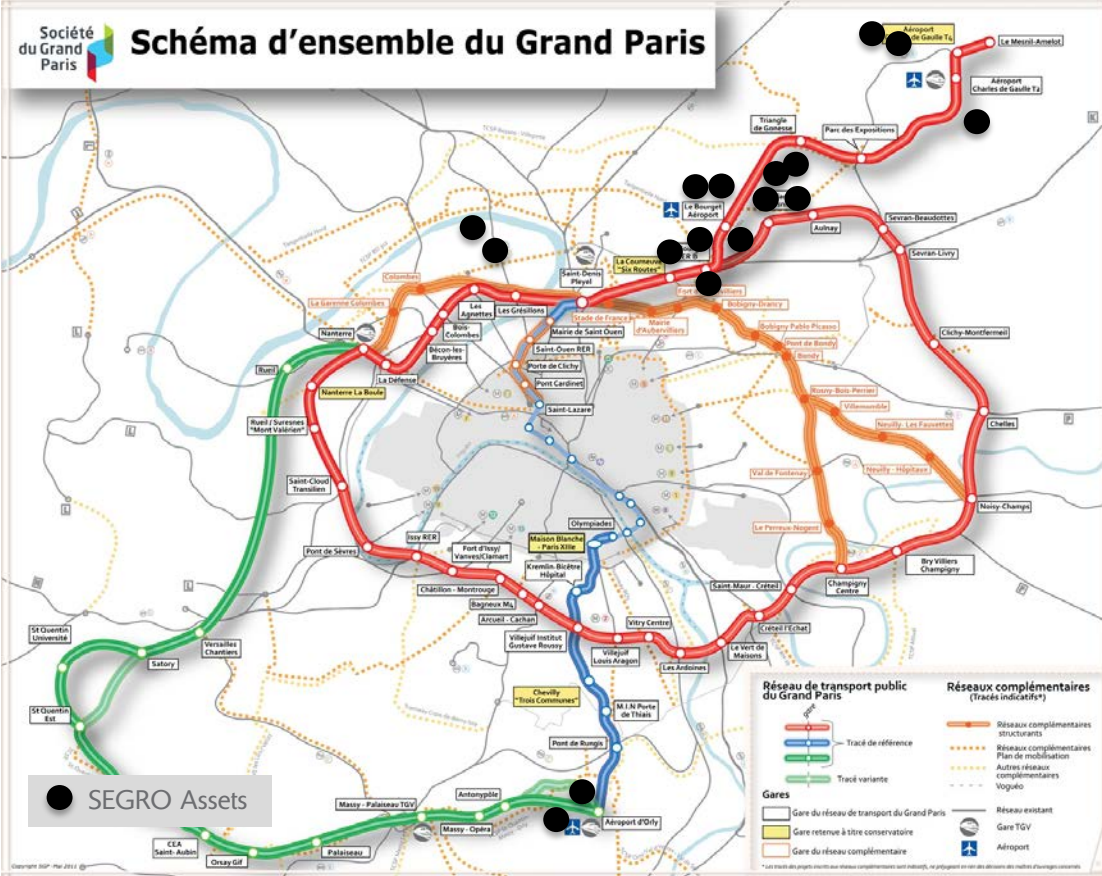 Société
du Grand
Paris
Schéma d'ensemble du Grand Paris
Aéroport
de Gaulle T4
Le Mesnil-Amelot
Aéroport
Charles de Gaulle T2
Triangle
de Gonesse
Parc des Expositions
Le Bourget
Aéroport
Aulnay
Sevran-Beaudottes
Sevran-Livry
La Courneuve
"Six Routes"
RER B
Saint-Denis
Pleyel
Colombes
La Garenne Colombes
Les
Agnettes
Les Grésillons
Stade de France
Fort d'
villiers
Mairie
d'Aubervilliers
Bobigny-Drancy
Bobigny Pablo Picasso
Pont de Bondy
Bondy
Clichy-Montfermeil
Nanterre
Bois-
Colombes
Bécon-les-
Bruyères
Mairie de Saint Ouen
Saint-Ouen RER
Porte de Clichy
Pont Cardinet
Saint-Lazare
Rueil
La Défense
Nanterre La Boule
Rosny-Bois-Perrier
Villemomble
Chelles
Rueil / Suresnes
"Mont Valérien"
Neuilly - Les Fauvettes
Neuilly - Hôpitaux
Val de Fontenay
Saint-Cloud
Transilien
Noisy-Champs
Olympiades
Le Perreux-Nogent
Issy RER
Maison Blanche
- Paris XIIIe
Pont de Sèvres
Fort d'Issy/
Vanves/Clamart
Kremlin-Bicêtre
Hôpital
Bry Villiers
Champigny
Châtillon - Montrouge
Saint-Maur - Créteil
Champigny
Centre
Bagneux M4
Arcueil - Cachan
Créteil l'Echat
St Quentin
Université
Versailles
Chantiers
Villejuif Institut
Gustave Roussy
Vitry Centre
Le Vert de
Maisons
Satory
Villejuif
Louis Aragon
Les Ardoines
St Quentin
Est
Chevilly
"Trois Communes"
M.I.N Porte
de Thiais
Pont de Rungis
SEGRO Assets
Massy - Palaiseau TGV
Antonypôle
Massy - Opéra
Aéroport d'Orly
CEA
Saint- Aubin
Orsay Gif
Palaiseau
Réseau de transport public
du Grand Paris
gare
Tracé de référence
Tracé variante
Gares
Gare du réseau de transport du Grand Paris
Gare retenue à titre conservatoire
Gare du réseau complémentaire
Réseaux complémentaires
(Tracés indicatifs*)
Réseaux complémentaires
structurants
Réseaux complémentaires
Plan de mobilisation
Autres réseaux
complémentaires
Voguéo
Réseau existant
Gare TGV
Aéroport
Copyright SGP - Mai 2011